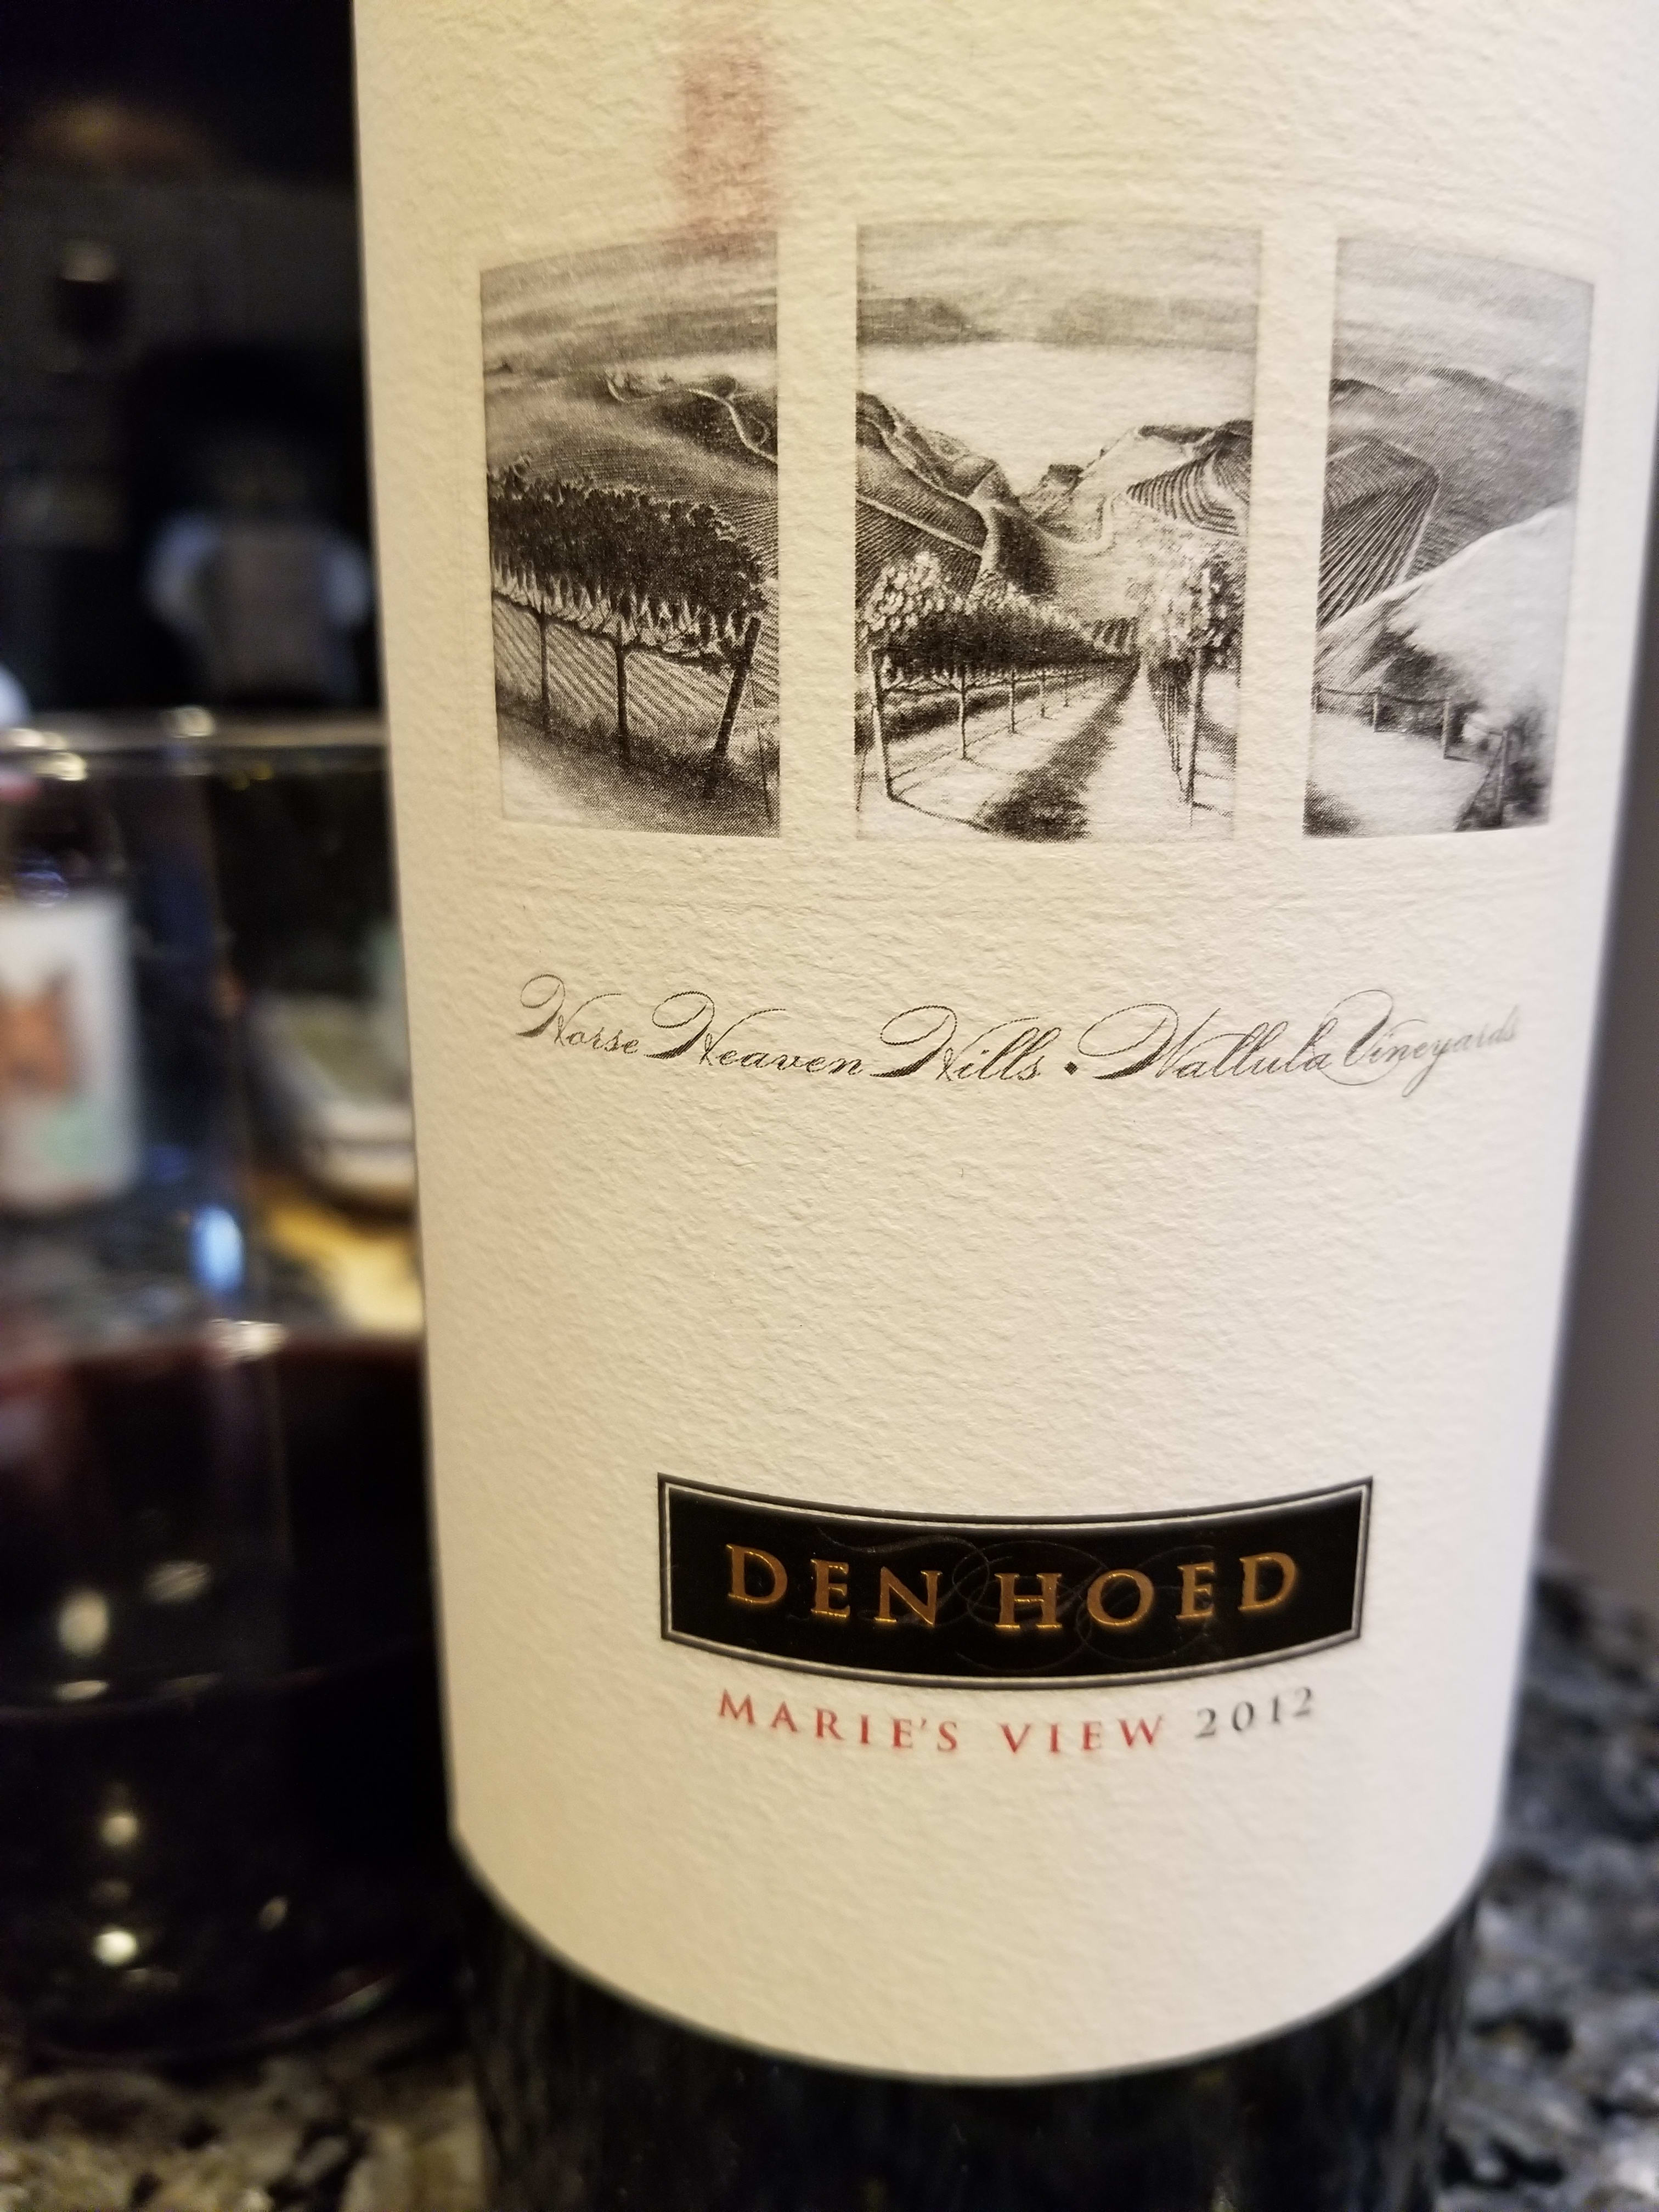 Horse Heaven Hills • Wallula Vineyards
DEN HOED
MARIE'S VIEW 2012